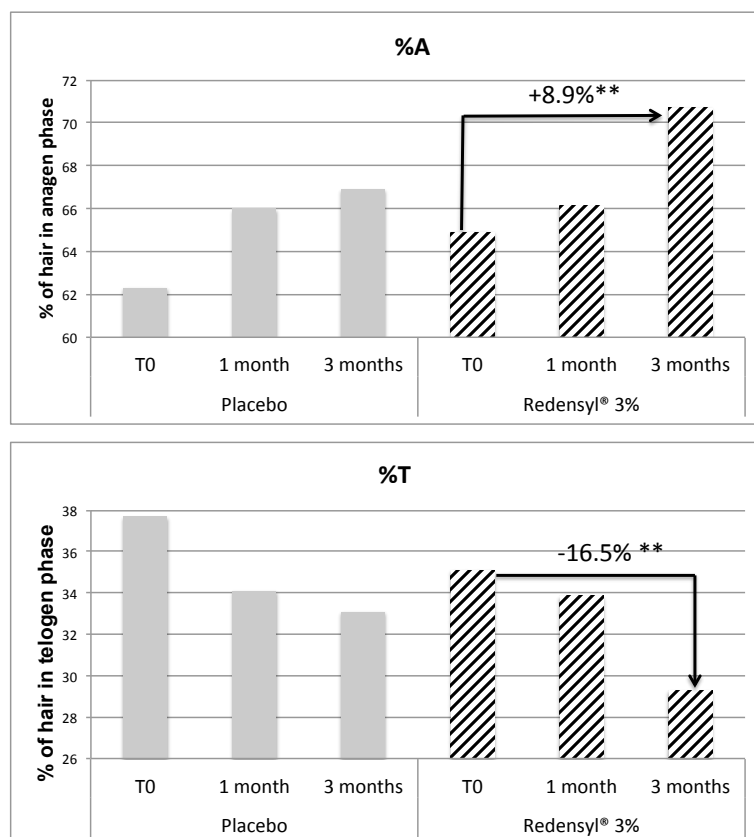 %A
% of hair in anagen phase
72
70
68
66
64
62
60
+8.9%**
T0 1 month 3 months T0 1 month 3 months
Placebo Redensyl® 3%
%T
% of hair in telogen phase
38
36
34
32
30
28
26
-16.5% **
T0 1 month 3 months T0 1 month 3 months
Placebo Redensyl® 3%